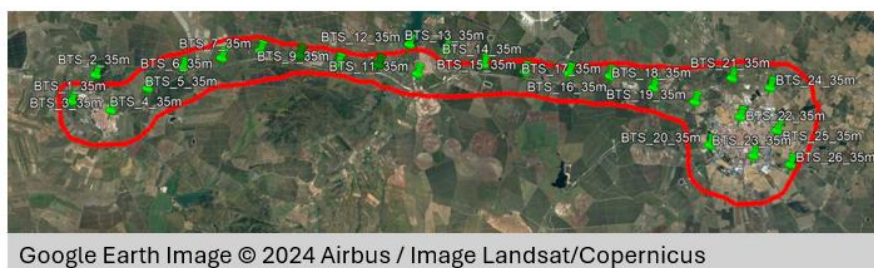 BTS_12_35m
BTS_13_35m
BTS_7_35m
BTS_14_35m
BTS_2_35m
BTS_6_35m
BTS_9_35m
BTS_11_35m
BTS_15_35m
BTS_17_35m
BTS_18_35m
BTS_21_35m
BTS_1_35m
BTS_5_35m
BTS_24_35m
BTS_3_35m
BTS_4_35m
BTS_16_35m
BTS_19_35m
BTS_22_35m
BTS_20_35m
BTS_25_35m
BTS_23_35m
BTS_26_35m
Google Earth Image © 2024 Airbus / Image Landsat/Copernicus